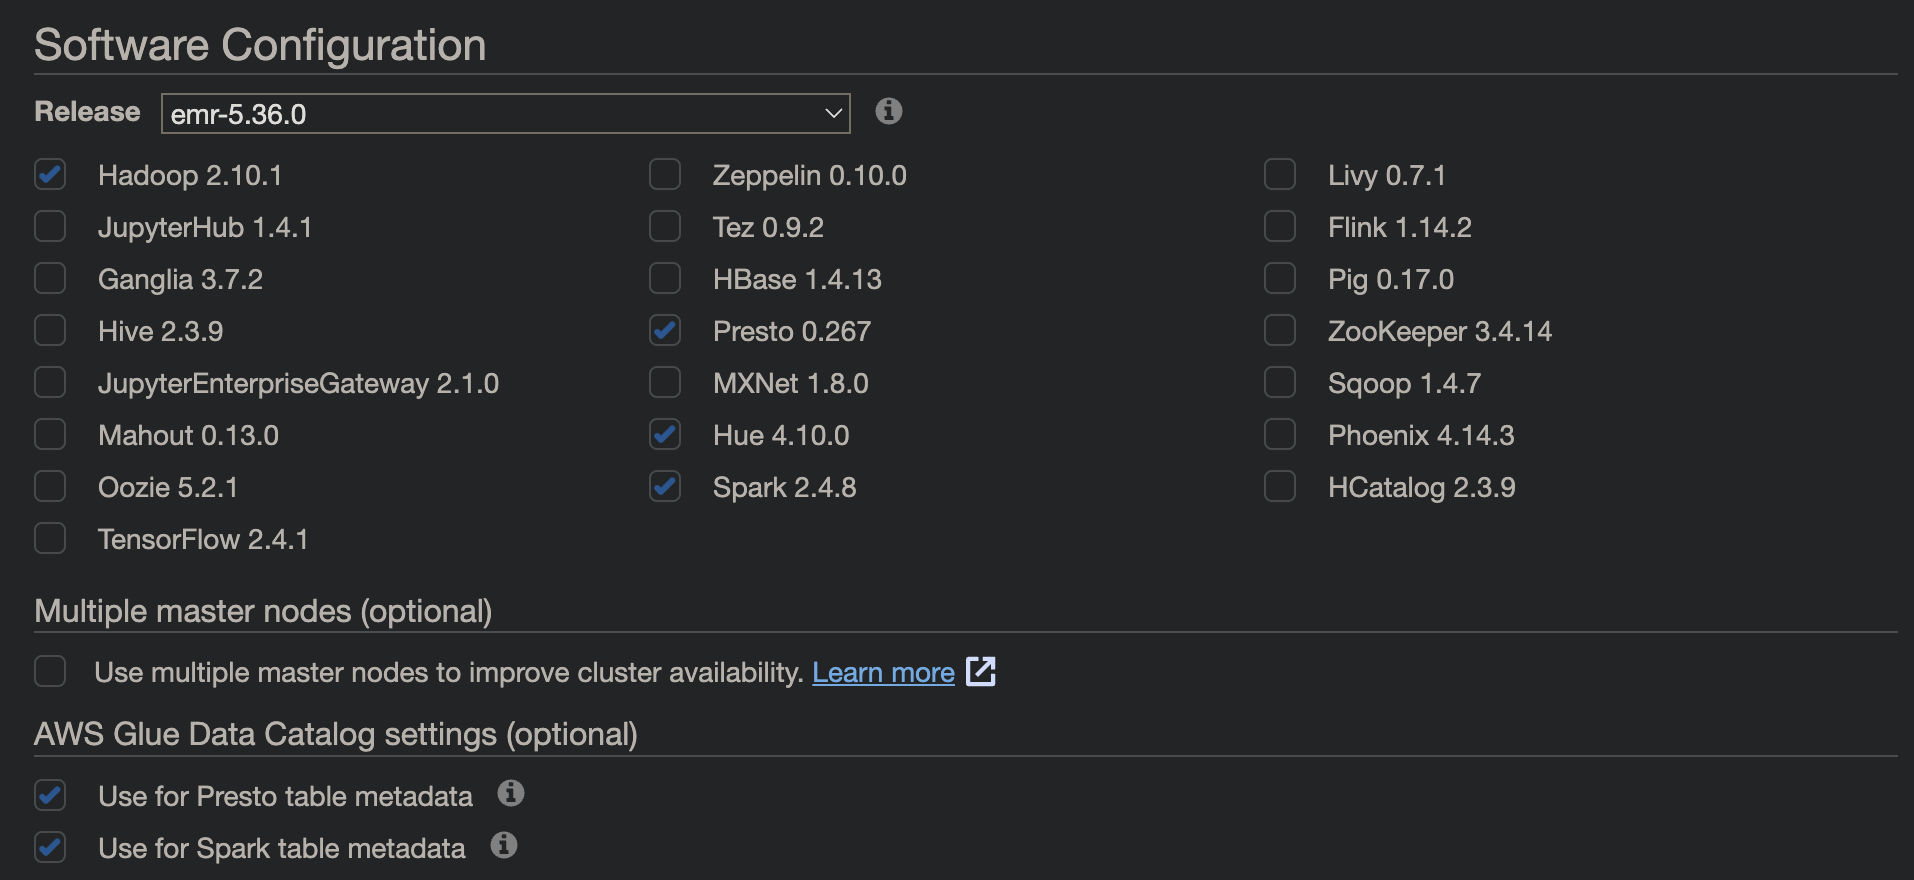 Software Configuration
Release emr-5.36.0
Hadoop 2.10.1 Zeppelin 0.10.0 Livy 0.7.1
JupyterHub 1.4.1 Tez 0.9.2 Flink 1.14.2
Ganglia 3.7.2 HBase 1.4.13 Pig 0.17.0
Hive 2.3.9 Presto 0.267 ZooKeeper 3.4.14
JupyterEnterpriseGateway 2.1.0 MXNet 1.8.0 Sqoop 1.4.7
Mahout 0.13.0 Hue 4.10.0 Phoenix 4.14.3
Oozie 5.2.1 Spark 2.4.8 HCatalog 2.3.9
TensorFlow 2.4.1
Multiple master nodes (optional)
Use multiple master nodes to improve cluster availability. Learn more
AWS Glue Data Catalog settings (optional)
Use for Presto table metadata
Use for Spark table metadata